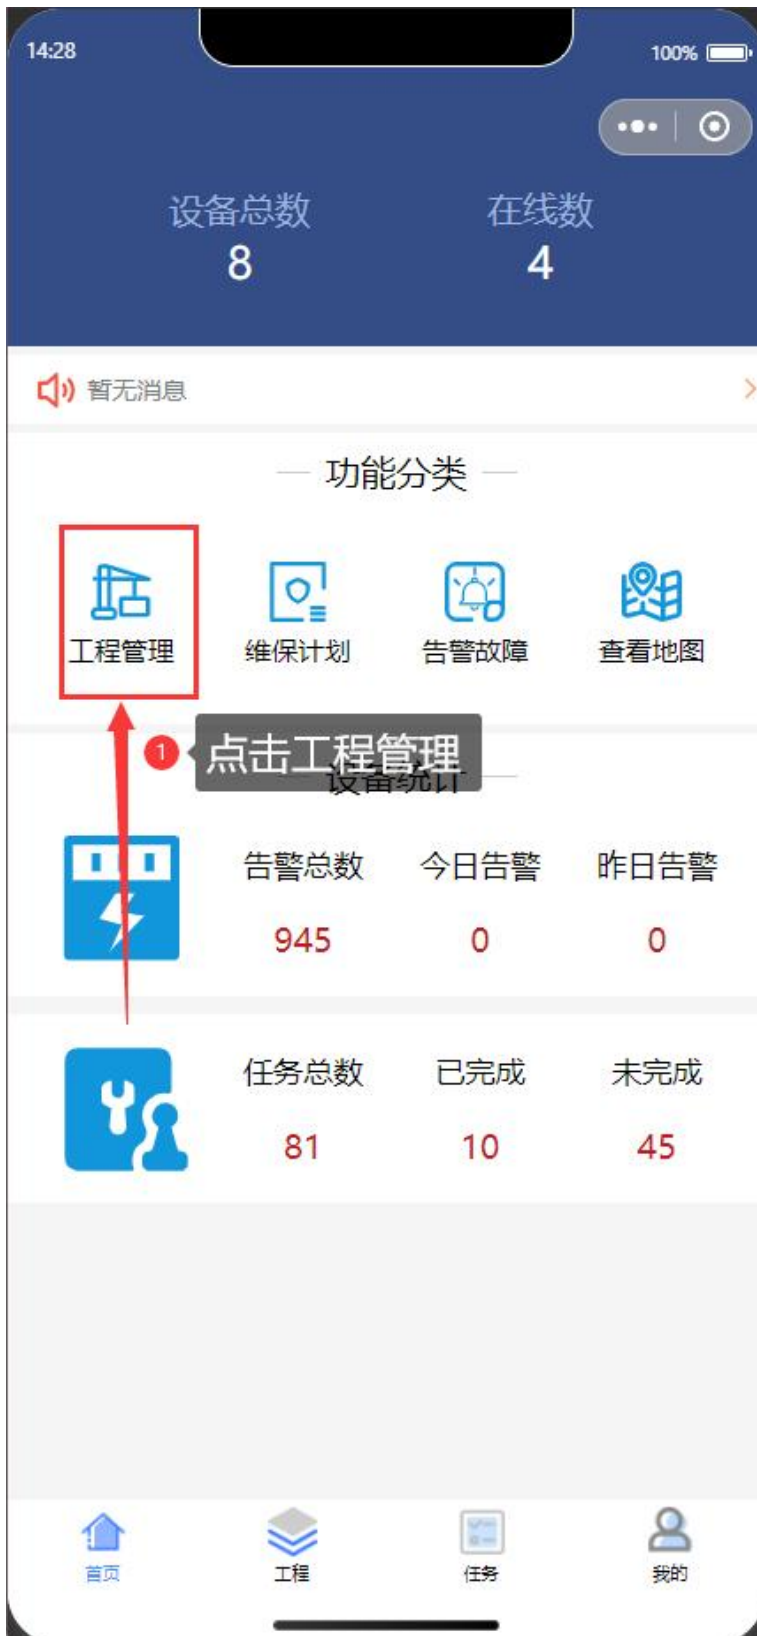 14:28 100%
设备总数 在线数
8 4
暂无消息
功能分类
工程管理 维保计划 告警故障 查看地图
1 点击工程管理
设备统计
告警总数 今日告警 昨日告警
945 0 0
任务总数 已完成 未完成
81 10 45
首页 工程 任务 我的